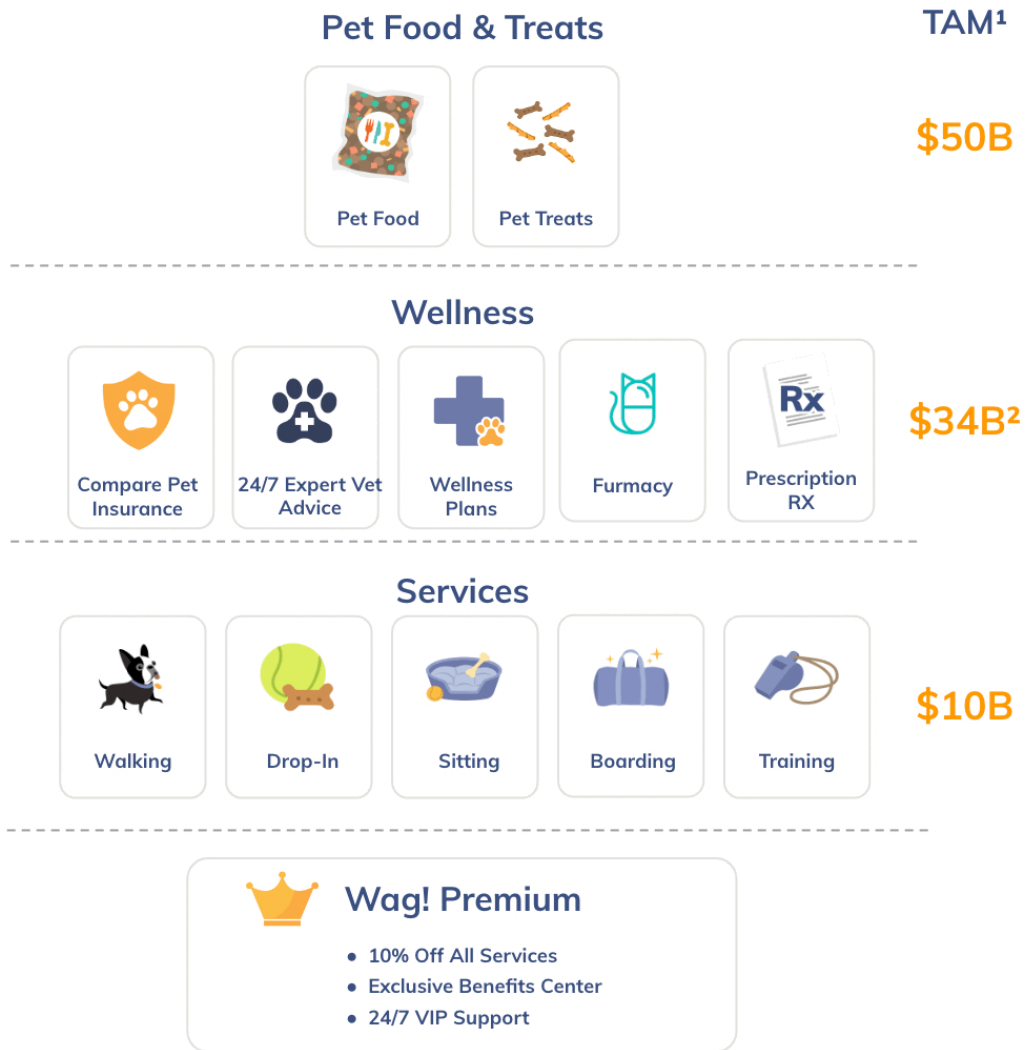 Pet Food & Treats
TAM¹
$50B
Pet Food
Pet Treats
Wellness
Rx
$34B²
Compare Pet
Insurance
24/7 Expert Vet
Advice
Wellness
Plans
Furmacy
Prescription
RX
Services
$10B
Walking
Drop-In
Sitting
Boarding
Training
Wag! Premium
• 10% Off All Services
• Exclusive Benefits Center
• 24/7 VIP Support